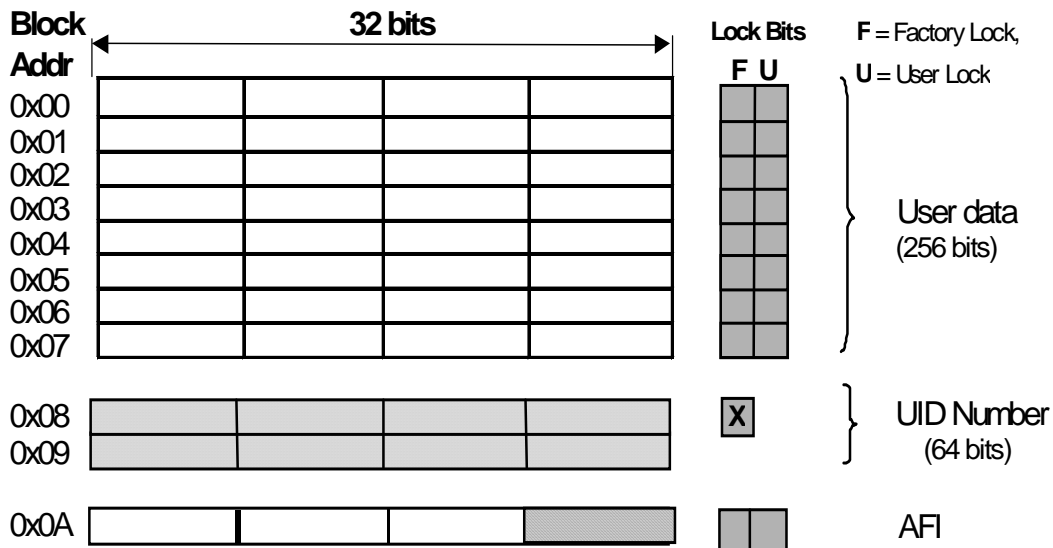 Block 32 bits Lock Bits F = Factory Lock,
Addr F U U = User Lock
0x00
0x01
0x02
0x03
0x04
0x05
0x06
0x07
User data
(256 bits)
0x08 X UID Number
0x09 (64 bits)
0x0A AFI